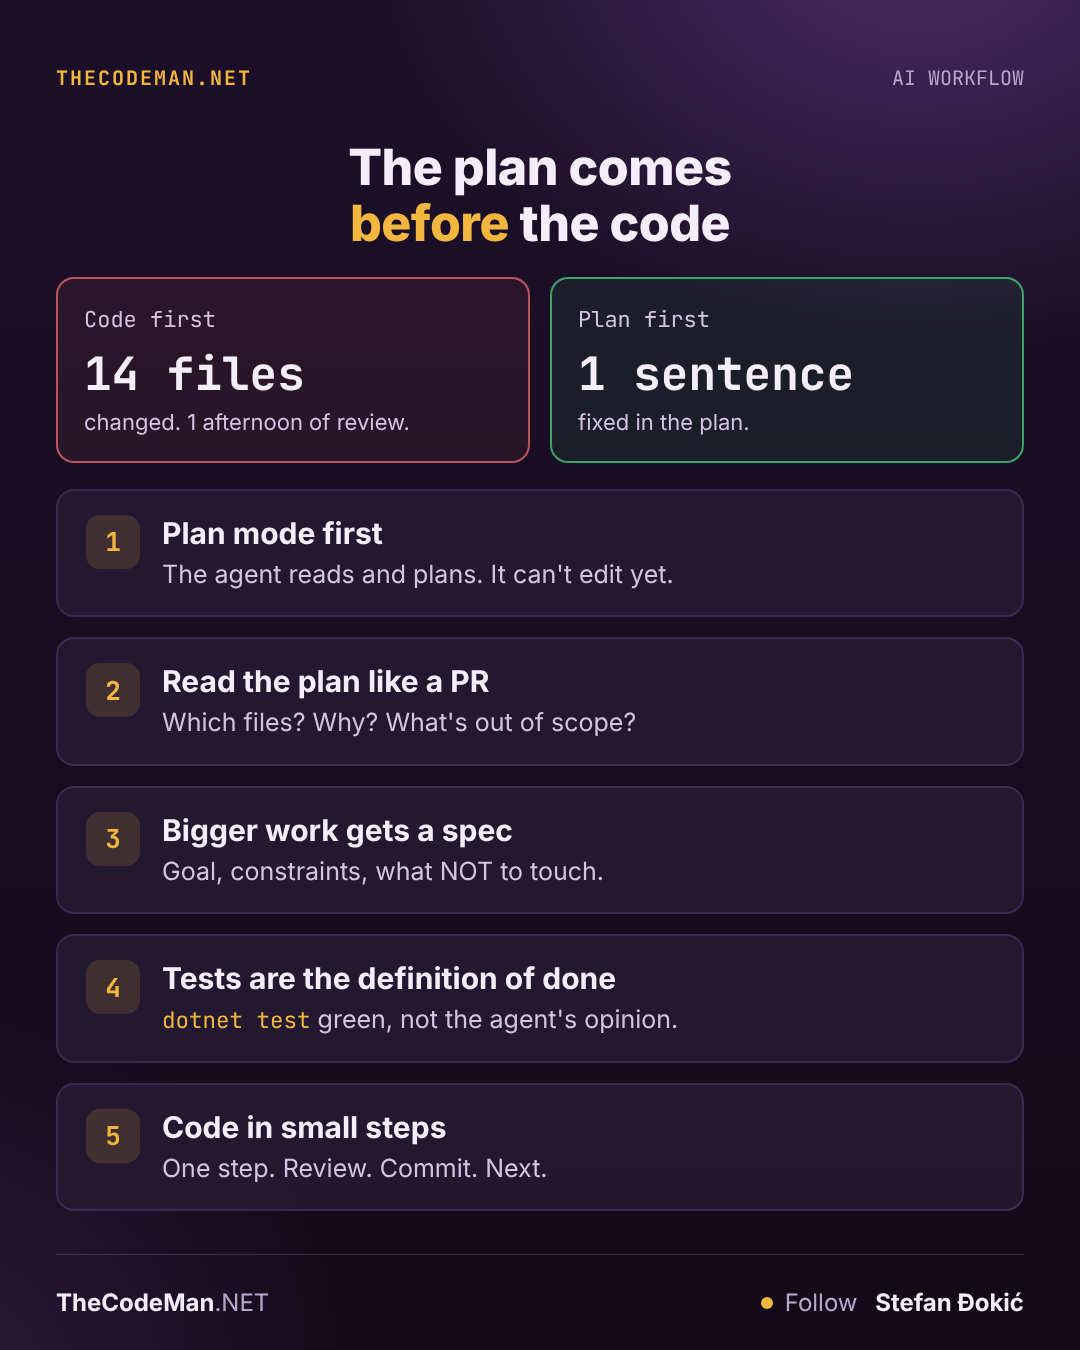 THECODEMAN.NET
AI WORKFLOW
The plan comes
before the code
Code first
14 files
changed. 1 afternoon of review.
Plan first
1 sentence
fixed in the plan.
1
Plan mode first
The agent reads and plans. It can't edit yet.
2
Read the plan like a PR
Which files? Why? What's out of scope?
3
Bigger work gets a spec
Goal, constraints, what NOT to touch.
4
Tests are the definition of done
dotnet test green, not the agent's opinion.
5
Code in small steps
One step. Review. Commit. Next.
TheCodeMan.NET
Follow Stefan Đokić